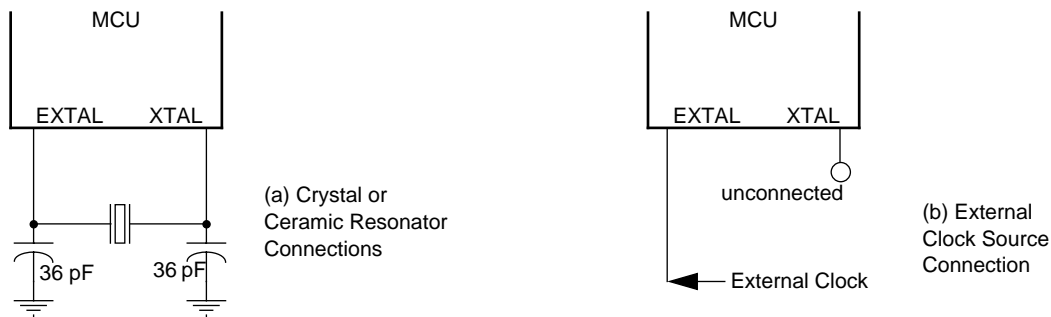 MCU
EXTAL XTAL
36 pF 36 pF
(a) Crystal or
Ceramic Resonator
Connections
MCU
EXTAL XTAL
unconnected
External Clock
(b) External
Clock Source
Connection